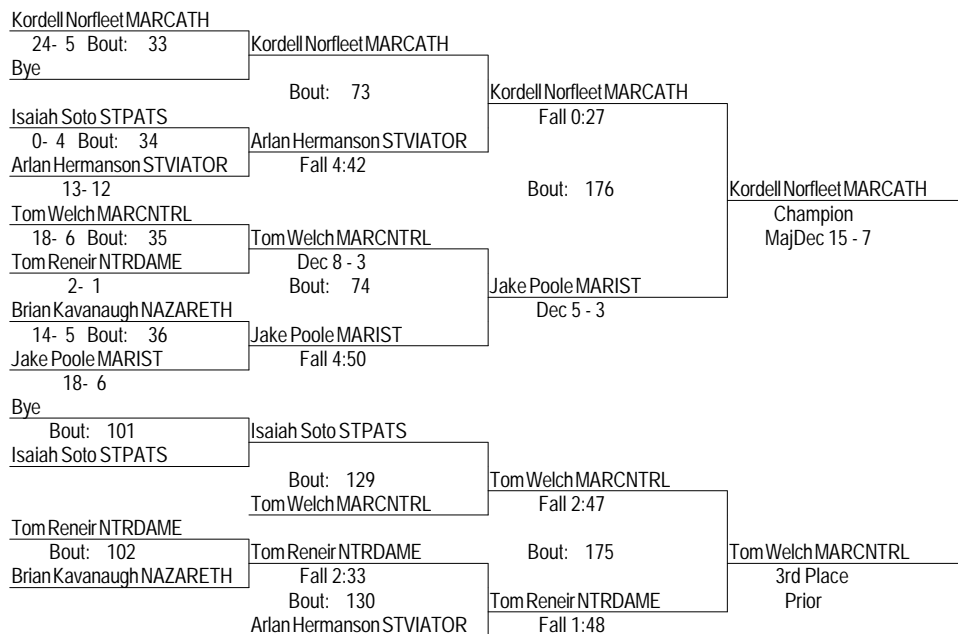 Kordell Norfleet MARCATH
24- 5 Bout: 33
Bye
Kordell Norfleet MARCATH
Bout: 73
Isaiah Soto STPATS
0- 4 Bout: 34
Arlan Hermanson STVIATOR
13- 12
Arlan Hermanson STVIATOR
Fall 4:42
Kordell Norfleet MARCATH
Fall 0:27
Bout: 176
Tom Welch MARCNTRL
18- 6 Bout: 35
Tom Reneir NTRDAME
2- 1
Tom Welch MARCNTRL
Dec 8 - 3
Bout: 74
Brian Kavanaugh NAZARETH
14- 5 Bout: 36
Jake Poole MARIST
18- 6
Jake Poole MARIST
Fall 4:50
Jake Poole MARIST
Dec 5 - 3
Kordell Norfleet MARCATH
Champion
MajDec 15 - 7
Bye
Bout: 101
Isaiah Soto STPATS
Isaiah Soto STPATS
Bout: 129
Tom Welch MARCNTRL
Tom Welch MARCNTRL
Fall 2:47
Bout: 175
Tom Reneir NTRDAME
Bout: 102
Brian Kavanaugh NAZARETH
Tom Reneir NTRDAME
Fall 2:33
Bout: 130
Arlan Hermanson STVIATOR
Tom Reneir NTRDAME
Fall 1:48
Tom Welch MARCNTRL
3rd Place
Prior